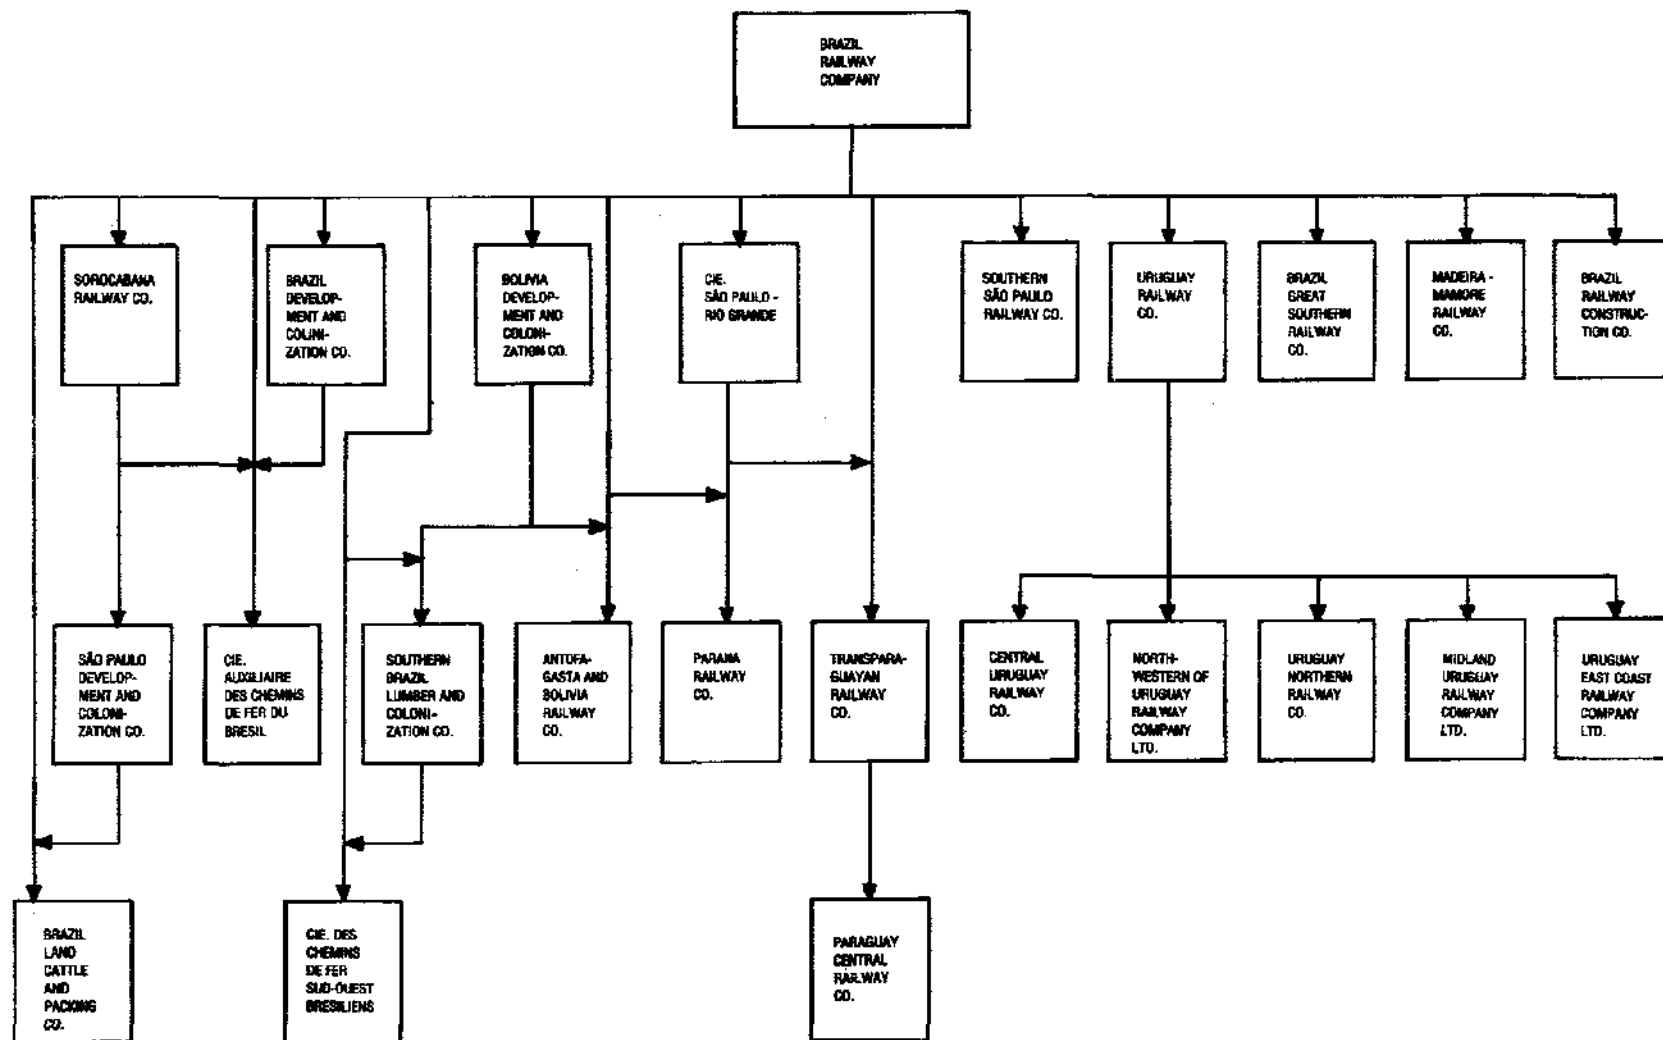 BRAZIL
RAILWAY
COMPANY
SOROCABANA
RAILWAY CO.
BRAZIL
DEVELOP-
MENT AND
COLINI-
ZATION CO.
BOLIVIA
DEVELOP-
MENT AND
COLONI-
ZATION CO.
CIE.
SÃO PAULO -
RIO GRANDE
SOUTHERN
SÃO PAULO
RAILWAY CO.
URUGUAY
RAILWAY
CO.
BRAZIL
GREAT
SOUTHERN
RAILWAY
CO.
MADEIRA -
MAMORE
RAILWAY
CO.
BRAZIL
RAILWAY
CONSTRUC-
TION CO.
SÃO PAULO
DEVELOP-
MENT AND
COLONI-
ZATION CO.
CIE.
AUXILIAIRE
DES CHEMINS
DE FER DU
BRESIL
SOUTHERN
BRAZIL
LUMBER AND
COLONI-
ZATION CO.
ANTOFA-
GASTA AND
BOLIVIA
RAILWAY
CO.
PARANA
RAILWAY
CO.
TRANSPARA-
GUAYAN
RAILWAY
CO.
CENTRAL
URUGUAY
RAILWAY
CO.
NORTH-
WESTERN OF
URUGUAY
RAILWAY
COMPANY
LTD.
URUGUAY
NORTHERN
RAILWAY
CO.
MIDLAND
URUGUAY
RAILWAY
COMPANY
LTD.
URUGUAY
EAST COAST
RAILWAY
COMPANY
LTD.
BRAZIL
LAND
CATTLE
AND
PACKING
CO.
CIE. DES
CHEMINS
DE FER
SUD-OUEST
BRESILIENS
PARAGUAY
CENTRAL
RAILWAY
CO.